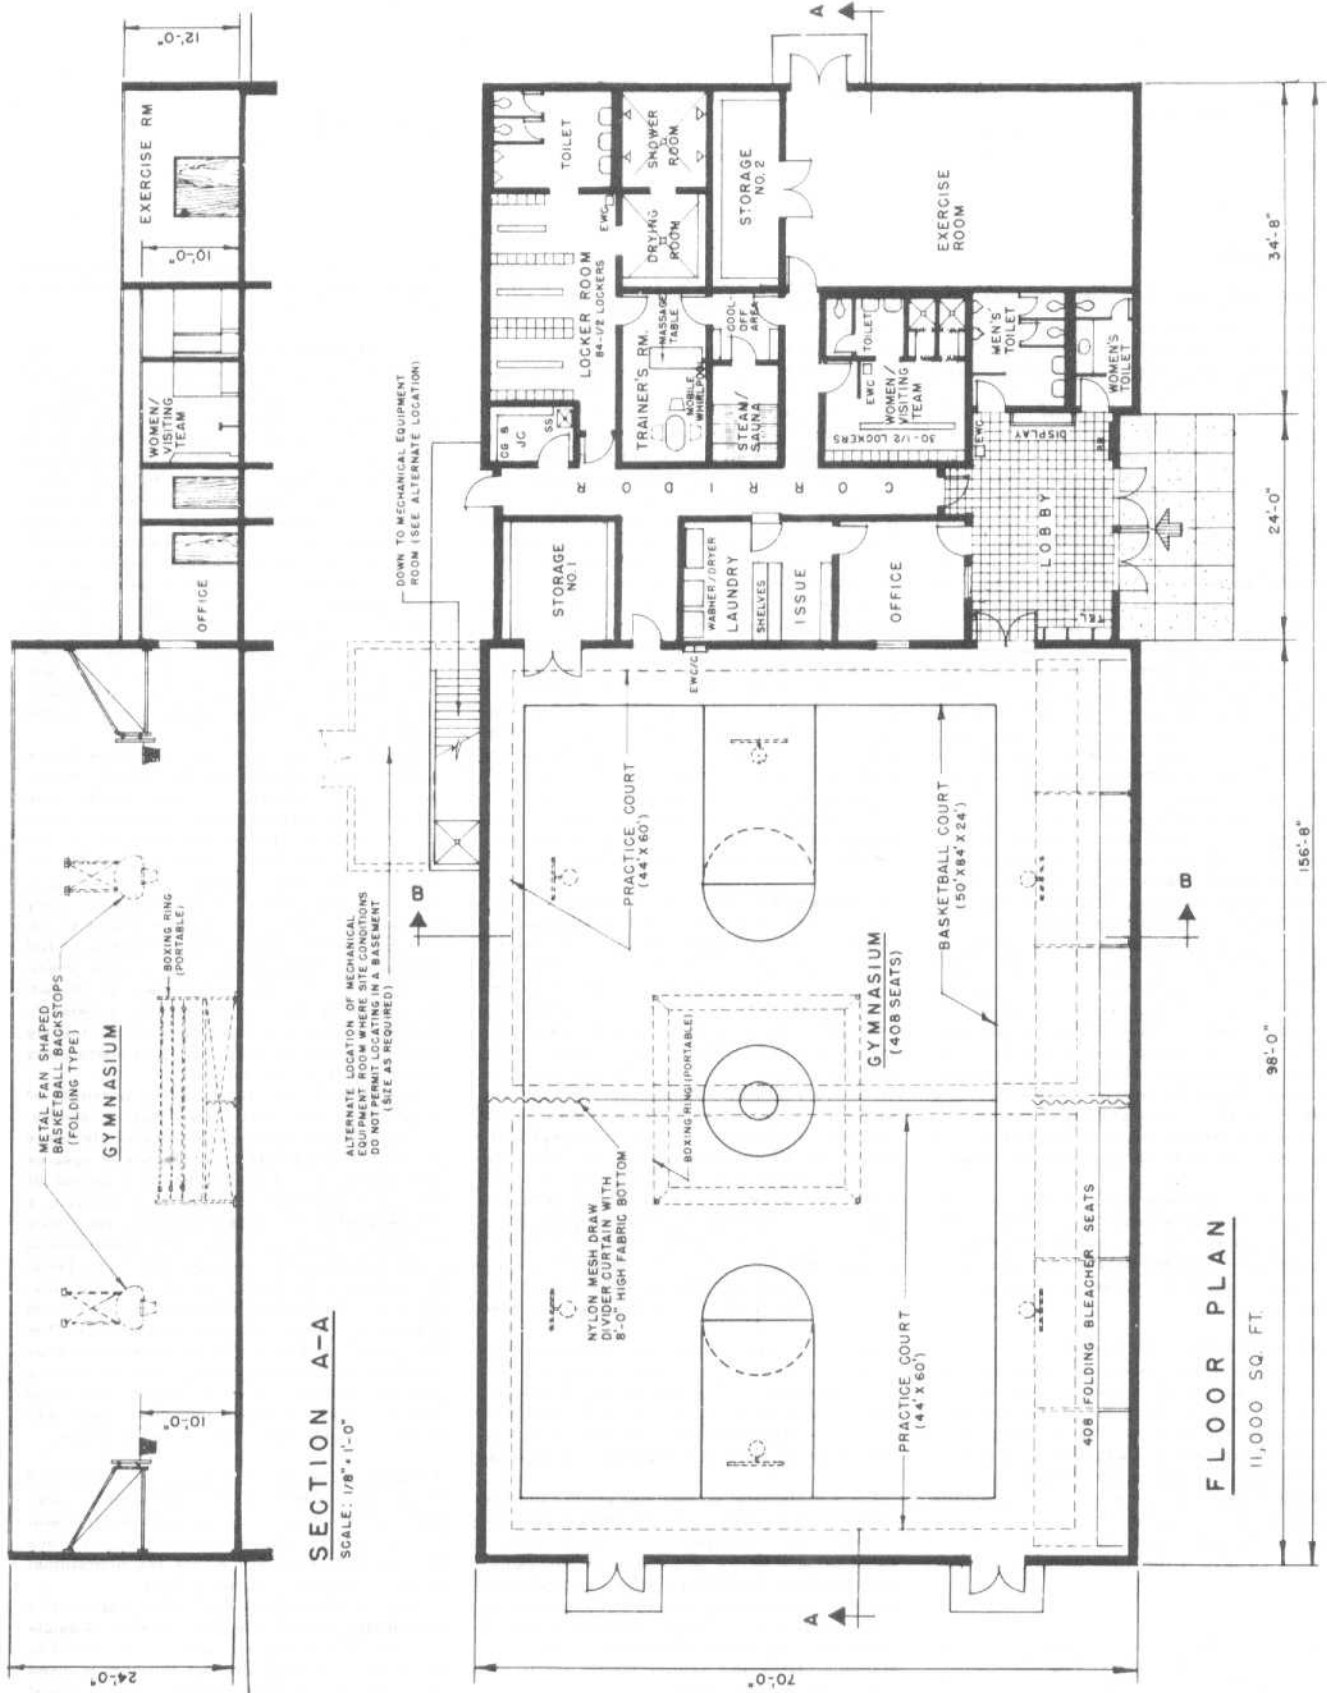 12'-0"
EXERCISE RM
10'-0"
WOMEN/
VISITING
TEAM
OFFICE
METAL FAN SHAPED
BASKETBALL BACKSTOPS
(FOLDING TYPE)
GYMNASIUM
BOXING RING
(PORTABLE)
10'-0"
24'-0"
SECTION A-A
SCALE: 1/8" = 1'-0"
DOWN TO MECHANICAL EQUIPMENT
ROOM (SEE ALTERNATE LOCATION)
ALTERNATE LOCATION OF MECHANICAL
EQUIPMENT ROOM WHERE SITE CONDITIONS
DO NOT PERMIT LOCATING IN A BASEMENT
(SIZE AS REQUIRED)
A
B
TOILET
SHOWER
ROOM
STORAGE
NO. 2
EXERCISE
ROOM
EWC
DRYING
ROOM
LOCKER ROOM
84-1/2 LOCKERS
CG &
JC
SS
TRAINER'S RM.
MASSAGE
TABLE
MOBILE
WHIRLPOOL
COOL-
OFF
AREA
STEAM/
SAUNA
TOILET
EWC
WOMEN/
VISITING
TEAM
30-1/2 LOCKERS
MEN'S
TOILET
WOMEN'S
TOILET
EWC
DISPLAY
CORRIDOR
LOBBY
STORAGE
NO. 1
WASHER/DRYER
LAUNDRY
SHELVES
ISSUE
OFFICE
EWC/C
PRACTICE COURT
(44' X 60')
BASKETBALL COURT
(50' X 84' X 24')
GYMNASIUM
(408 SEATS)
BOXING RING (PORTABLE)
NYLON MESH DRAW
DIVIDER CURTAIN WITH
8'-0" HIGH FABRIC BOTTOM
PRACTICE COURT
(44' X 60')
408 FOLDING BLEACHER SEATS
B
A
34'-8"
24'-0"
98'-0"
156'-8"
70'-0"
FLOOR PLAN
11,000 SQ. FT.